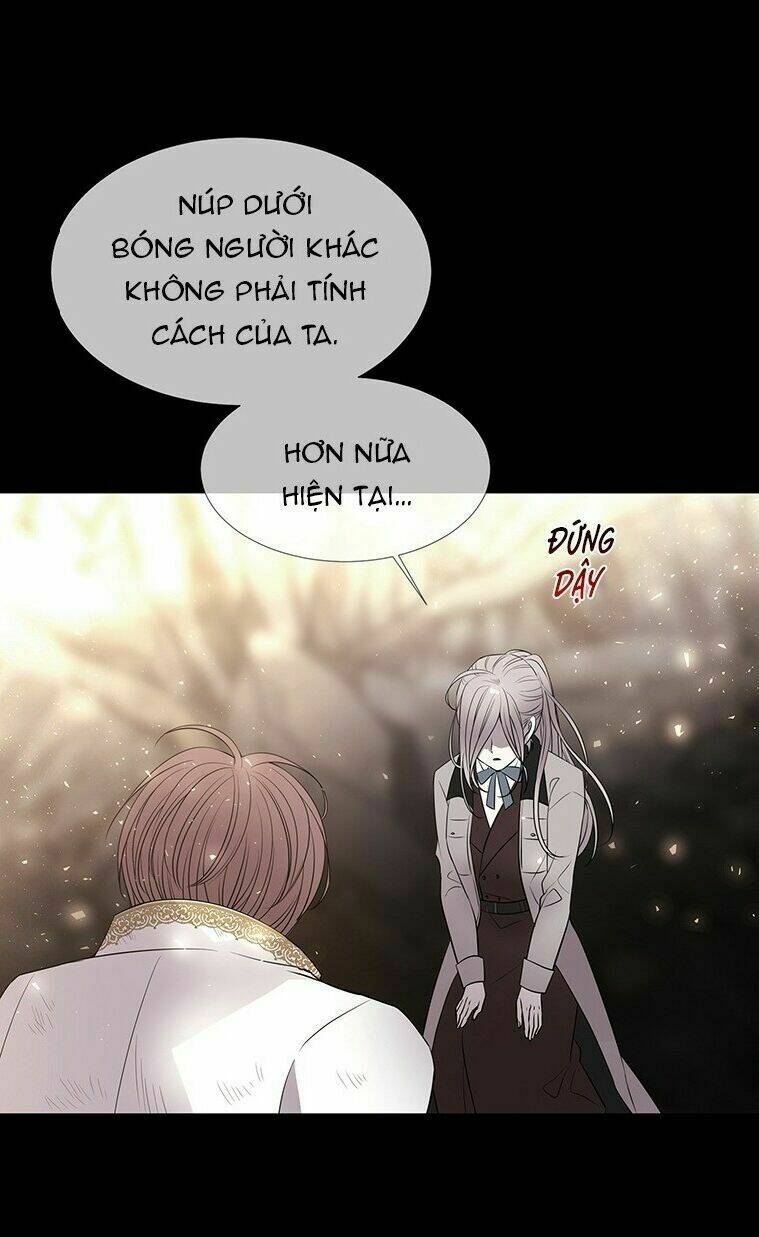 NÚP DƯỚI
BÓNG NGƯỜI KHÁC
KHÔNG PHẢI TÍNH
CÁCH CỦA TA.
HƠN NỮA
HIỆN TẠI...
ĐỨNG
DẬY